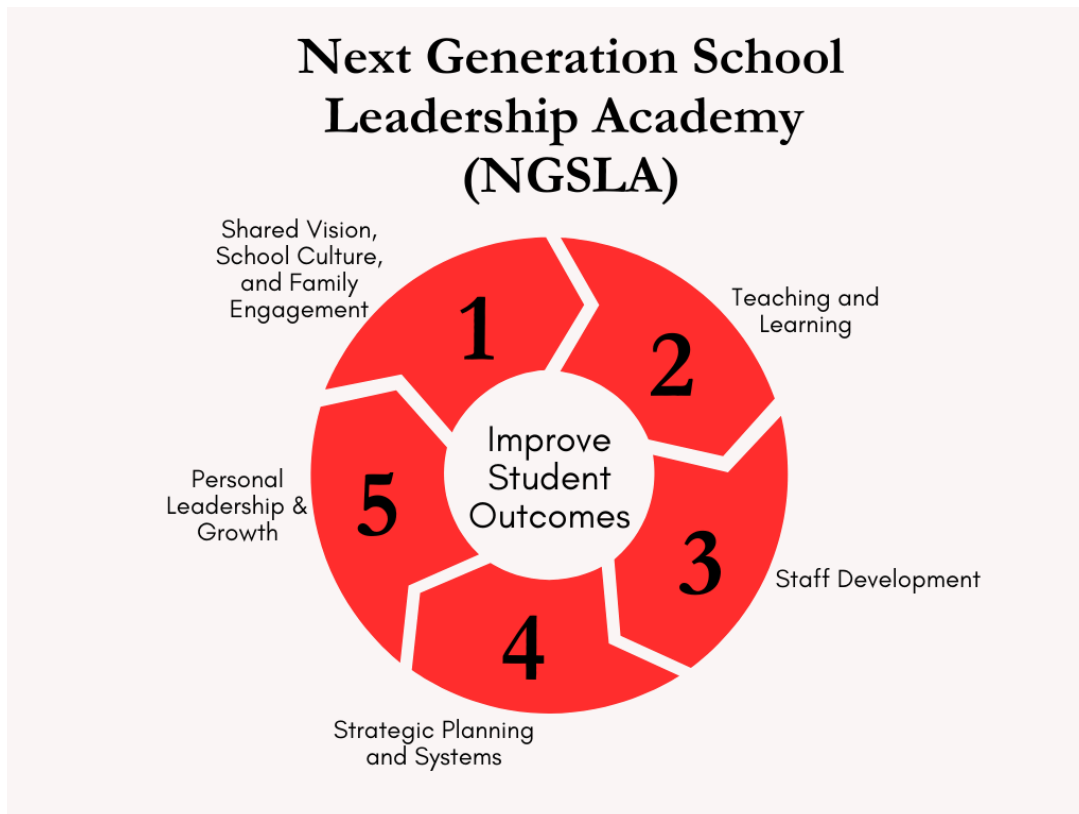 Next Generation School
Leadership Academy
(NGSLA)
Shared Vision,
School Culture,
and Family
Engagement
1
Teaching and
Learning
2
Improve
Student
Outcomes
Personal
Leadership &
Growth
5
3
Staff Development
4
Strategic Planning
and Systems